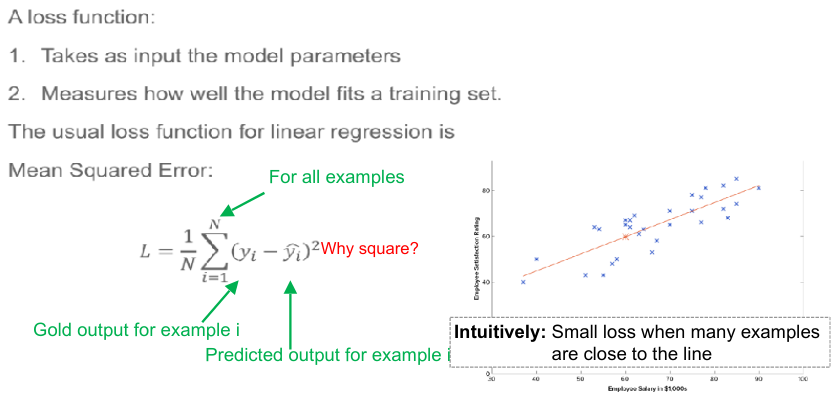 A loss function:
1. Takes as input the model parameters
2. Measures how well the model fits a training set.
The usual loss function for linear regression is
Mean Squared Error:
For all examples
L = \frac{1}{N} \sum_{i=1}^{N} (y_i - \widehat{y_i})^2
Why square?
Gold output for example i
Predicted output for example i
Employee Satisfaction Rating
80
60
40
0
Intuitively: Small loss when many examples
are close to the line
30 40 50 60 70 80 90 100
Employee Salary in $1,000s